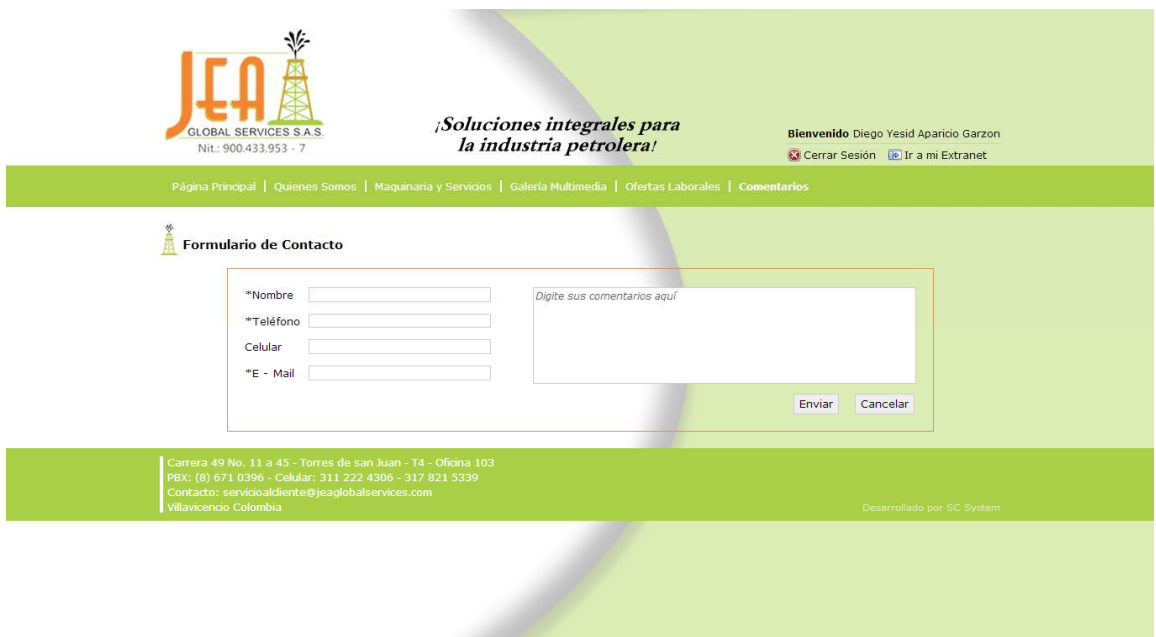 JEA
GLOBAL SERVICES S.A.S.
Nit.: 900.433.953 - 7
¡Soluciones integrales para
la industria petrolera!
Bienvenido Diego Yesid Aparicio Garzon
Cerrar Sesión Ir a mi Extranet
Página Principal | Quienes Somos | Maquinaria y Servicios | Galería Multimedia | Ofertas Laborales | Comentarios
Formulario de Contacto
*Nombre
*Teléfono
Celular
*E - Mail
Digite sus comentarios aquí
Enviar Cancelar
Carrera 49 No. 11 a 45 - Torres de san Juan - T4 - Oficina 103
PBX: (8) 671 0396 - Celular: 311 222 4306 - 317 821 5339
Contacto: servicioalcliente@jeaglobalservices.com
Villavicencio Colombia
Desarrollado por SC System